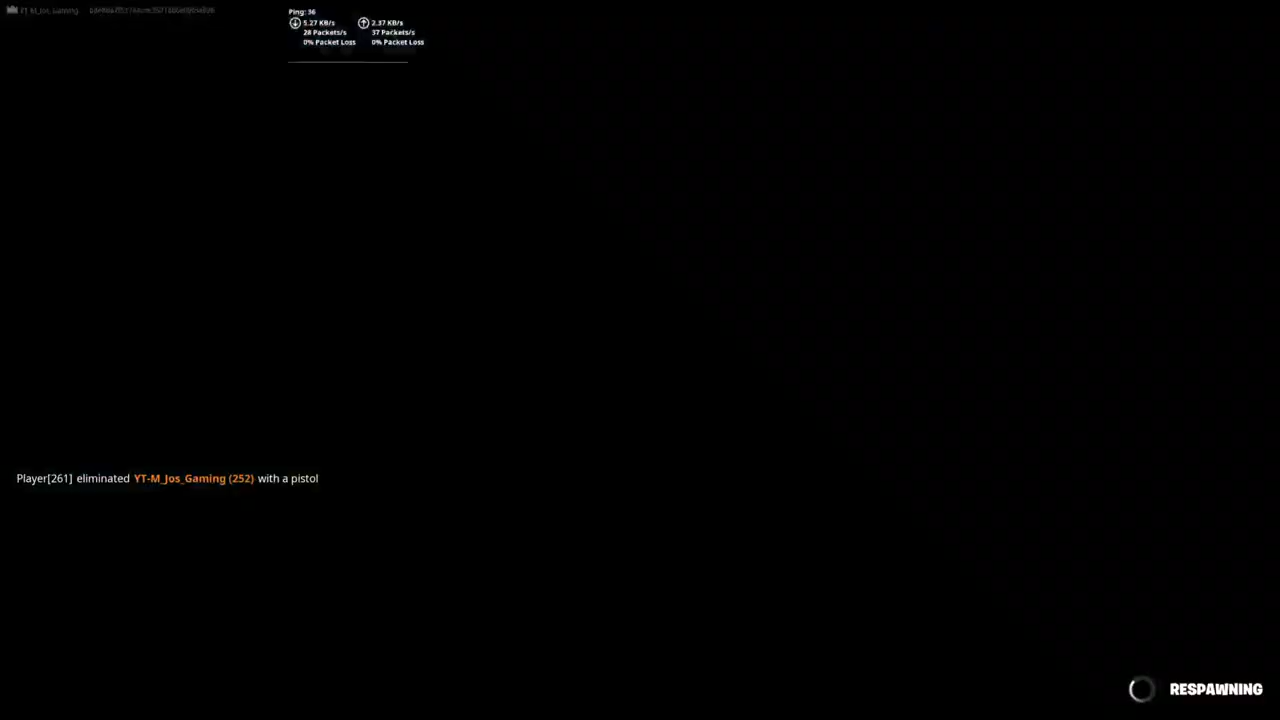 Ping: 36
5.27 KB/s 2.37 KB/s
28 Packets/s 37 Packets/s
0% Packet Loss 0% Packet Loss
Player[261] eliminated YT-M_Jos_Gaming (252) with a pistol
RESPAWNING